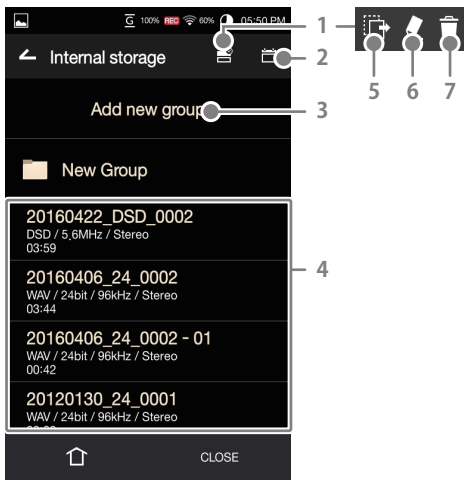 G 100% REC 60% 05:50 PM
Internal storage
Add new group
New Group
20160422_DSD_0002
DSD / 5,6MHz / Stereo
03:59
20160406_24_0002
WAV / 24bit / 96kHz / Stereo
03:44
20160406_24_0002 - 01
WAV / 24bit / 96kHz / Stereo
00:42
20120130_24_0001
WAV / 24bit / 96kHz / Stereo
CLOSE
1
2
3
4
5 6 7